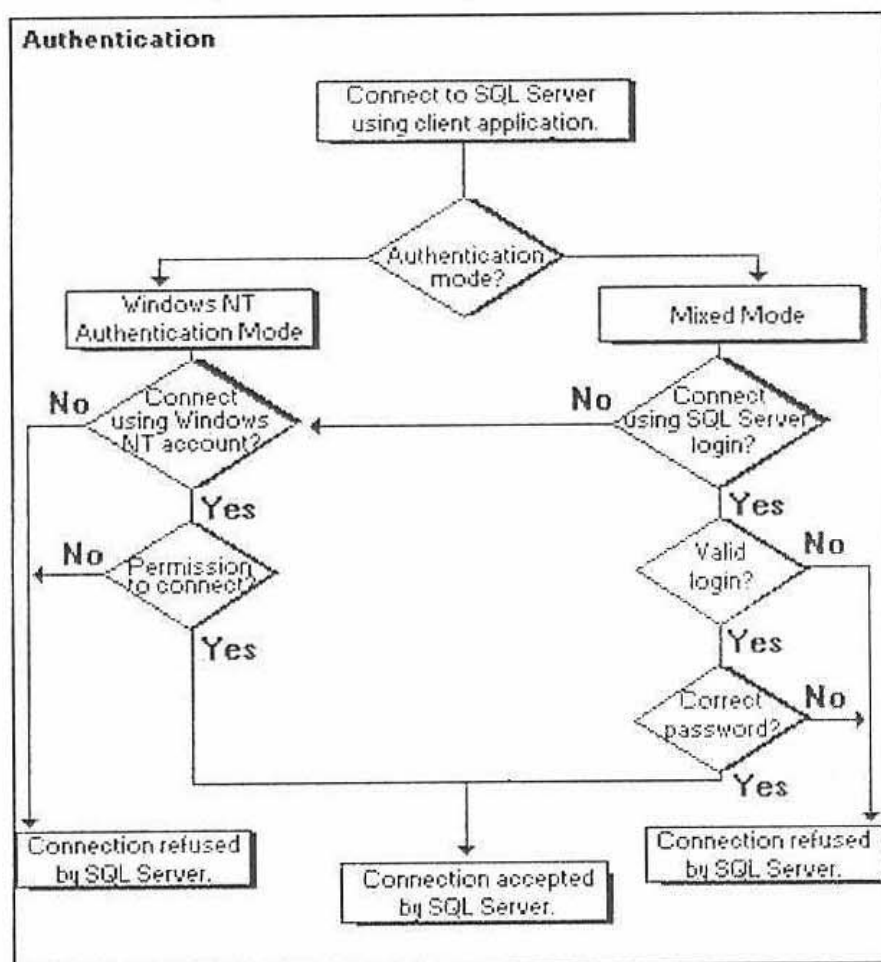 Authentication
Connect to SQL Server
using client application.
Authentication
mode?
Windows NT
Authentication Mode
Mixed Mode
No
Connect
using Windows
NT account?
No
Connect
using SQL Server
login?
Yes
Yes
No
Permission
to connect?
Valid
login?
No
Yes
Yes
Correct
password?
No
Yes
Connection refused
by SQL Server.
Connection accepted
by SQL Server.
Connection refused
by SQL Server.